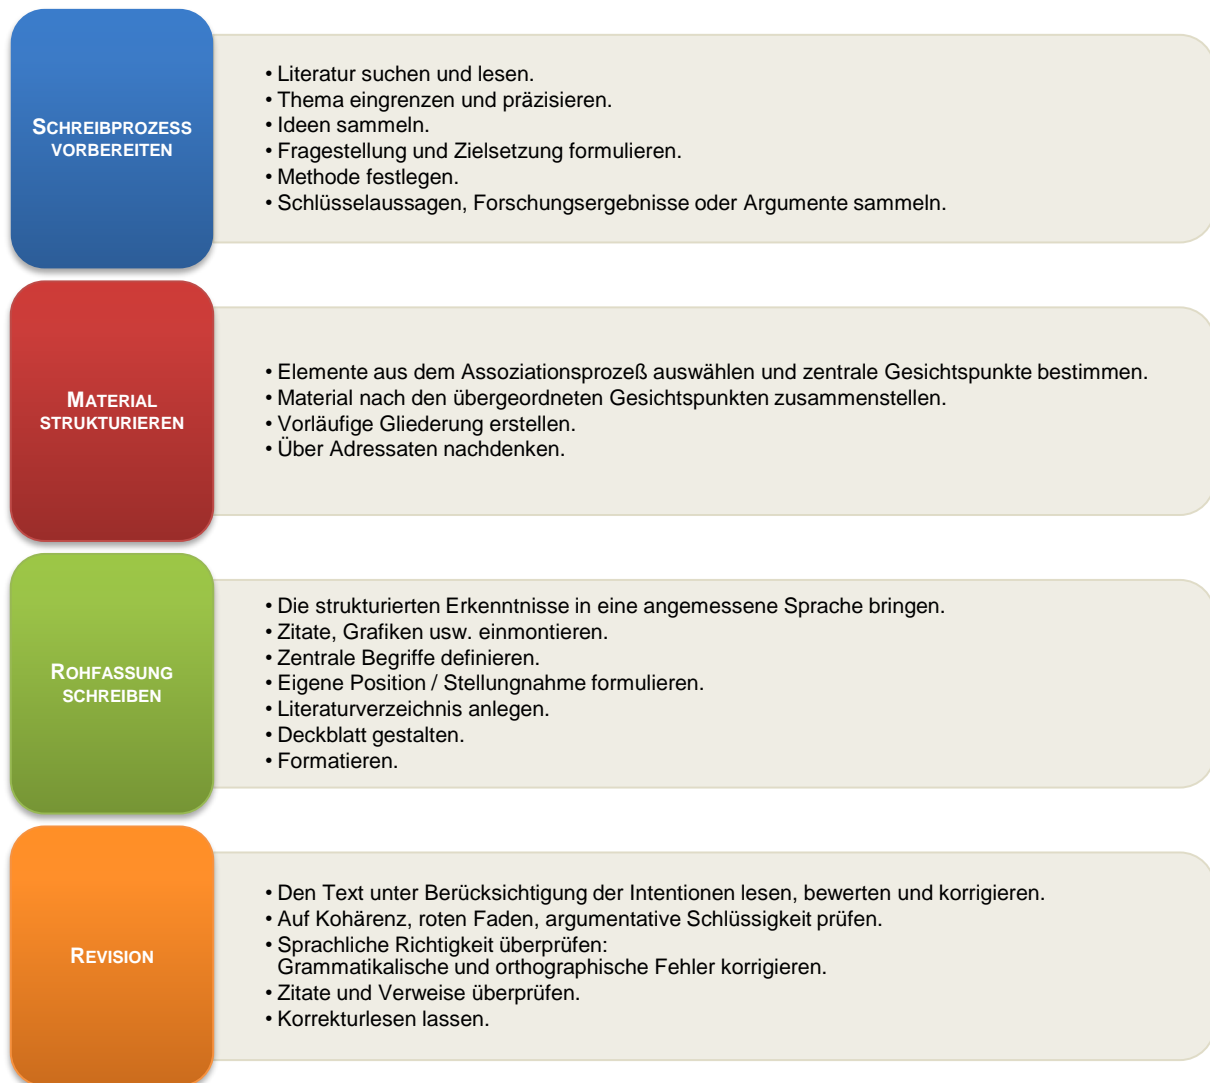 SCHREIBPROZESS
VORBEREITEN
• Literatur suchen und lesen.
• Thema eingrenzen und präzisieren.
• Ideen sammeln.
• Fragestellung und Zielsetzung formulieren.
• Methode festlegen.
• Schlüsselaussagen, Forschungsergebnisse oder Argumente sammeln.
MATERIAL
STRUKTURIEREN
• Elemente aus dem Assoziationsprozeß auswählen und zentrale Gesichtspunkte bestimmen.
• Material nach den übergeordneten Gesichtspunkten zusammenstellen.
• Vorläufige Gliederung erstellen.
• Über Adressaten nachdenken.
ROHFASSUNG
SCHREIBEN
• Die strukturierten Erkenntnisse in eine angemessene Sprache bringen.
• Zitate, Grafiken usw. einmontieren.
• Zentrale Begriffe definieren.
• Eigene Position / Stellungnahme formulieren.
• Literaturverzeichnis anlegen.
• Deckblatt gestalten.
• Formatieren.
REVISION
• Den Text unter Berücksichtigung der Intentionen lesen, bewerten und korrigieren.
• Auf Kohärenz, roten Faden, argumentative Schlüssigkeit prüfen.
• Sprachliche Richtigkeit überprüfen:
Grammatikalische und orthographische Fehler korrigieren.
• Zitate und Verweise überprüfen.
• Korrekturlesen lassen.